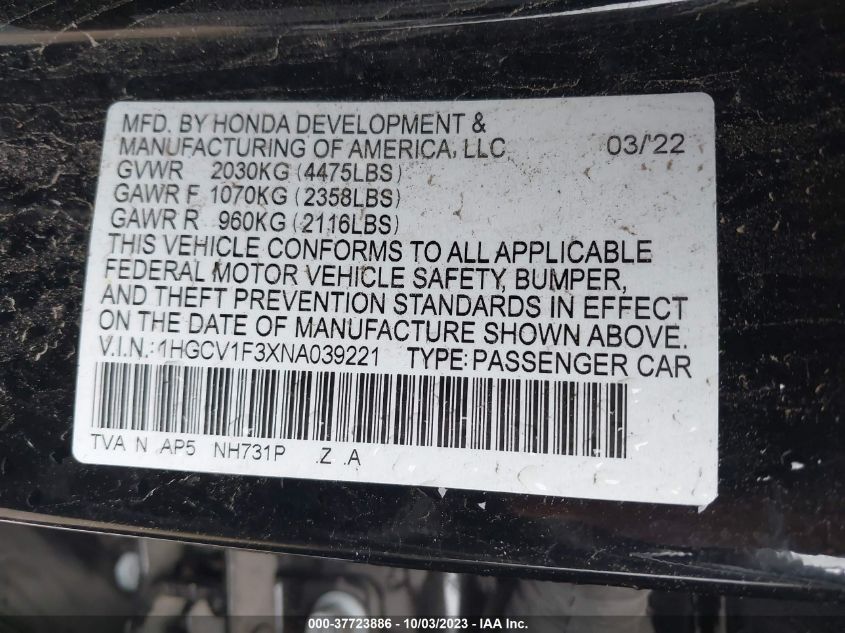 MFD. BY HONDA DEVELOPMENT &
MANUFACTURING OF AMERICA, LLC 03/'22
GVWR 2030KG (4475LBS)
GAWR F 1070KG (2358LBS)
GAWR R 960KG (2116LBS)
THIS VEHICLE CONFORMS TO ALL APPLICABLE
FEDERAL MOTOR VEHICLE SAFETY, BUMPER,
AND THEFT PREVENTION STANDARDS IN EFFECT
ON THE DATE OF MANUFACTURE SHOWN ABOVE.
V.I.N.: 1HGCV1F3XNA039221 TYPE: PASSENGER CAR
TVA N AP5 NH731P .Z .A
000-37723886 - 10/03/2023 - IAA Inc.